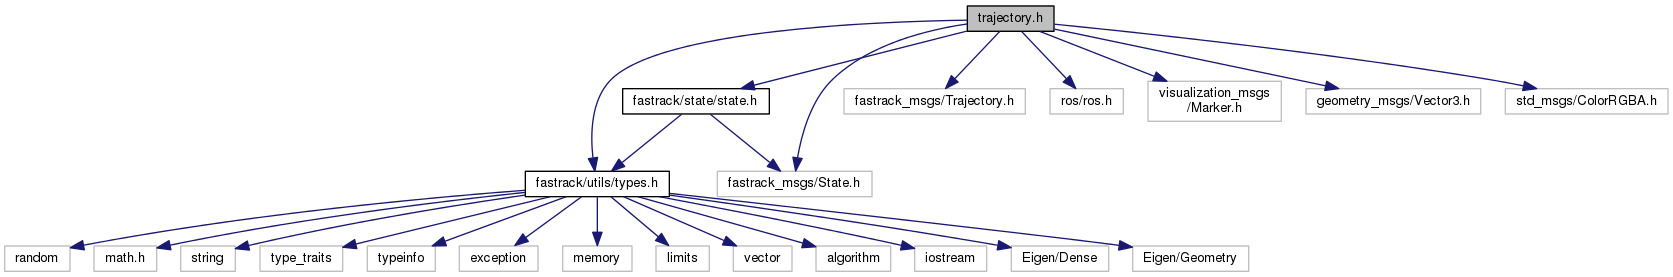 trajectory.h
fastrack/state/state.h
fastrack_msgs/Trajectory.h
ros/ros.h
visualization_msgs
/Marker.h
geometry_msgs/Vector3.h
std_msgs/ColorRGBA.h
fastrack/utils/types.h
fastrack_msgs/State.h
random
math.h
string
type_traits
typeinfo
exception
memory
limits
vector
algorithm
iostream
Eigen/Dense
Eigen/Geometry